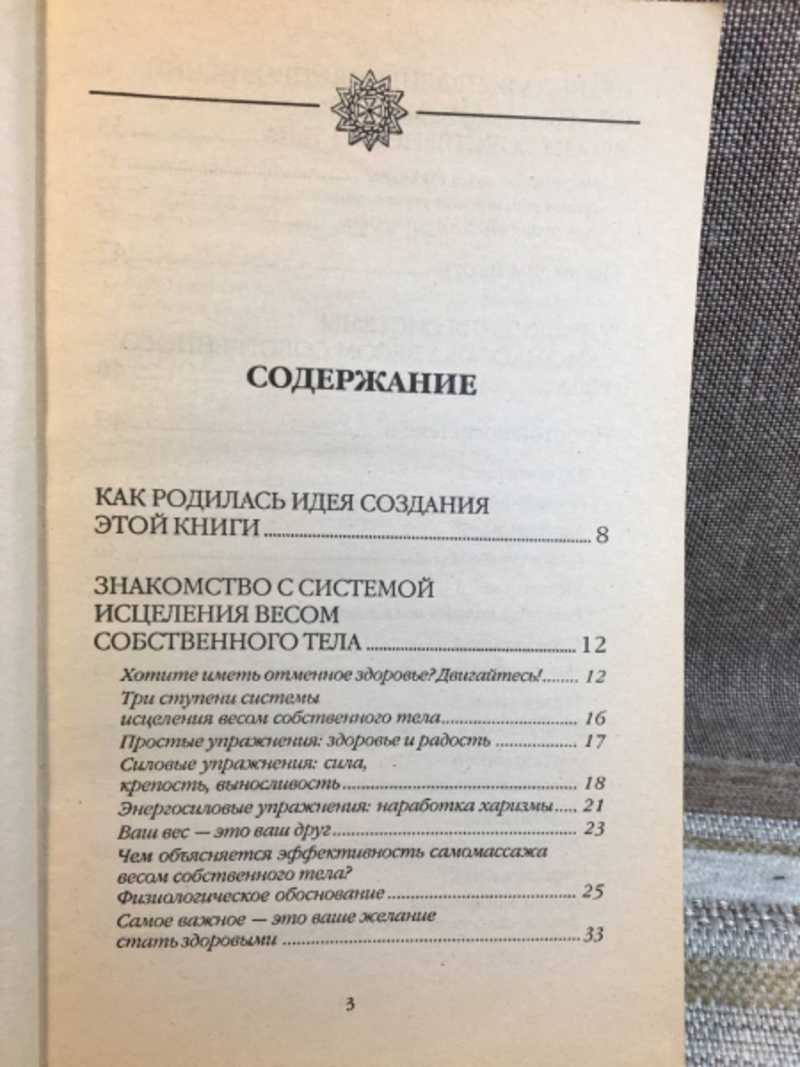 СОДЕРЖАНИЕ
КАК РОДИЛАСЬ ИДЕЯ СОЗДАНИЯ
ЭТОЙ КНИГИ ........ 8
ЗНАКОМСТВО С СИСТЕМОЙ
ИСЦЕЛЕНИЯ ВЕСОМ
СОБСТВЕННОГО ТЕЛА ........ 12
Хотите иметь отменное здоровье? Двигайтесь! ........ 12
Три ступени системы
исцеления весом собственного тела ........ 16
Простые упражнения: здоровье и радость ........ 17
Силовые упражнения: сила,
крепость, выносливость ........ 18
Энергосиловые упражнения: наработка харизмы ..... 21
Ваш вес — это ваш друг ........ 23
Чем объясняется эффективность самомассажа
весом собственного тела?
Физиологическое обоснование ........ 25
Самое важное — это ваше желание
стать здоровыми ........ 33
3